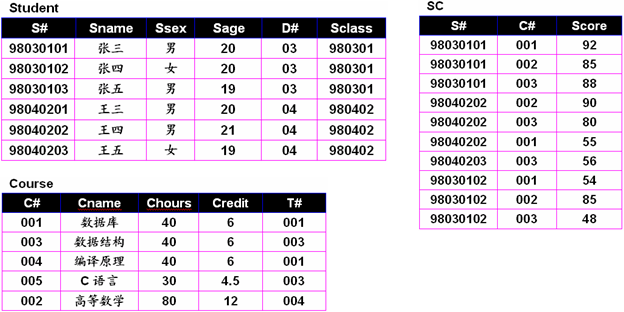 Student
S# Sname Ssex Sage D# Sclass
98030101 张三 男 20 03 980301
98030102 张四 女 20 03 980301
98030103 张五 男 19 03 980301
98040201 王三 男 20 04 980402
98040202 王四 男 21 04 980402
98040203 王五 女 19 04 980402
Course
C# Cname Chours Credit T#
001 数据库 40 6 001
003 数据结构 40 6 003
004 编译原理 40 6 001
005 C语言 30 4.5 003
002 高等数学 80 12 004
SC
S# C# Score
98030101 001 92
98030101 002 85
98030101 003 88
98040202 002 90
98040202 003 80
98040202 001 55
98040203 003 56
98030102 001 54
98030102 002 85
98030102 003 48